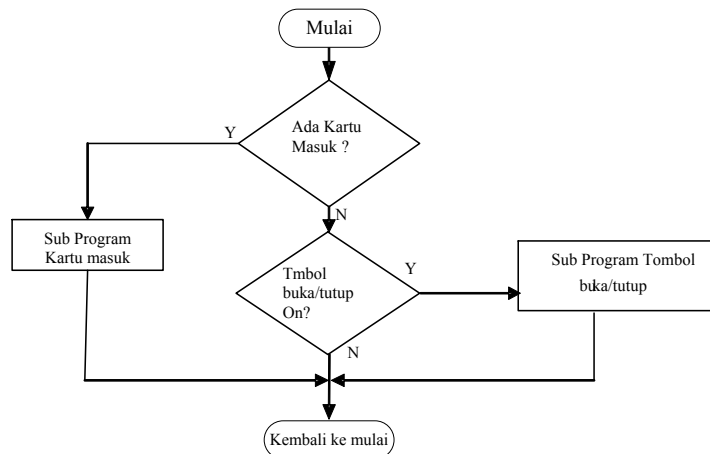 Mulai
Ada Kartu
Masuk ?
Y
N
Sub Program
Kartu masuk
Tmbol
buka/tutup
On?
Y
Sub Program Tombol
buka/tutup
N
Kembali ke mulai